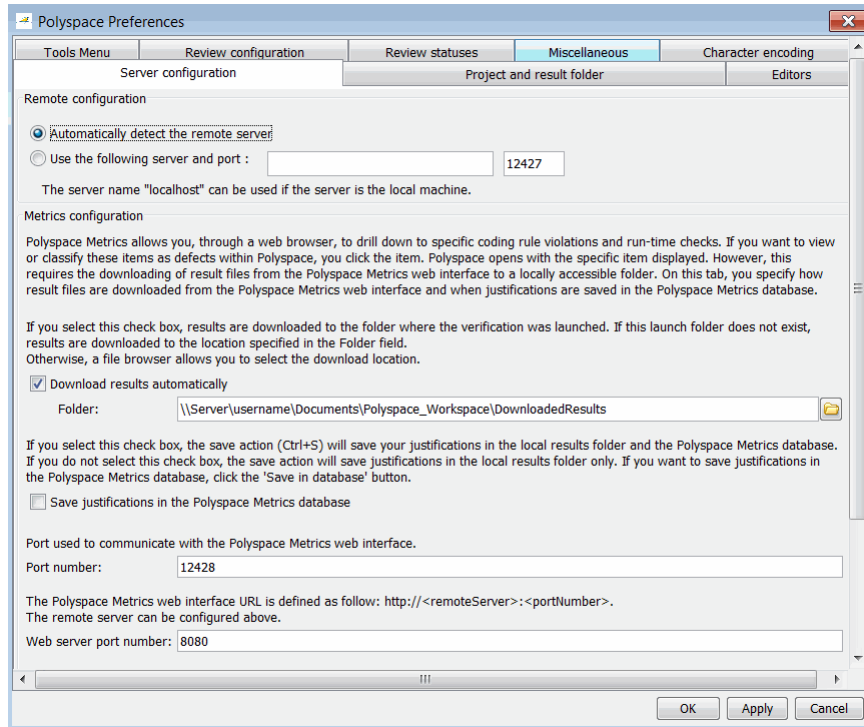 Polyspace Preferences
Tools Menu
Review configuration
Review statuses
Miscellaneous
Character encoding
Server configuration
Project and result folder
Editors
Remote configuration
Automatically detect the remote server
Use the following server and port :
12427
The server name "localhost" can be used if the server is the local machine.
Metrics configuration
Polyspace Metrics allows you, through a web browser, to drill down to specific coding rule violations and run-time checks. If you want to view
or classify these items as defects within Polyspace, you click the item. Polyspace opens with the specific item displayed. However, this
requires the downloading of result files from the Polyspace Metrics web interface to a locally accessible folder. On this tab, you specify how
result files are downloaded from the Polyspace Metrics web interface and when justifications are saved in the Polyspace Metrics database.
If you select this check box, results are downloaded to the folder where the verification was launched. If this launch folder does not exist,
results are downloaded to the location specified in the Folder field.
Otherwise, a file browser allows you to select the download location.
Download results automatically
Folder:
\\Server\username\Documents\Polyspace_Workspace\DownloadedResults
If you select this check box, the save action (Ctrl+S) will save your justifications in the local results folder and the Polyspace Metrics database.
If you do not select this check box, the save action will save justifications in the local results folder only. If you want to save justifications in
the Polyspace Metrics database, click the 'Save in database' button.
Save justifications in the Polyspace Metrics database
Port used to communicate with the Polyspace Metrics web interface.
Port number:
12428
The Polyspace Metrics web interface URL is defined as follow: http://<remoteServer>:<portNumber>.
The remote server can be configured above.
Web server port number:
8080
OK
Apply
Cancel